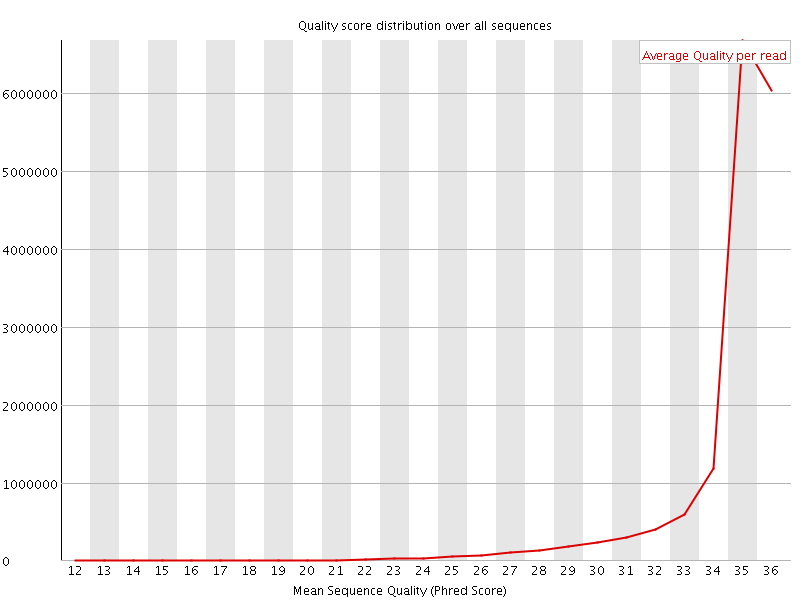 Quality score distribution over all sequences
Average Quality per read
6000000
5000000
4000000
3000000
2000000
1000000
0
12 13 14 15 16 17 18 19 20 21 22 23 24 25 26 27 28 29 30 31 32 33 34 35 36
Mean Sequence Quality (Phred Score)